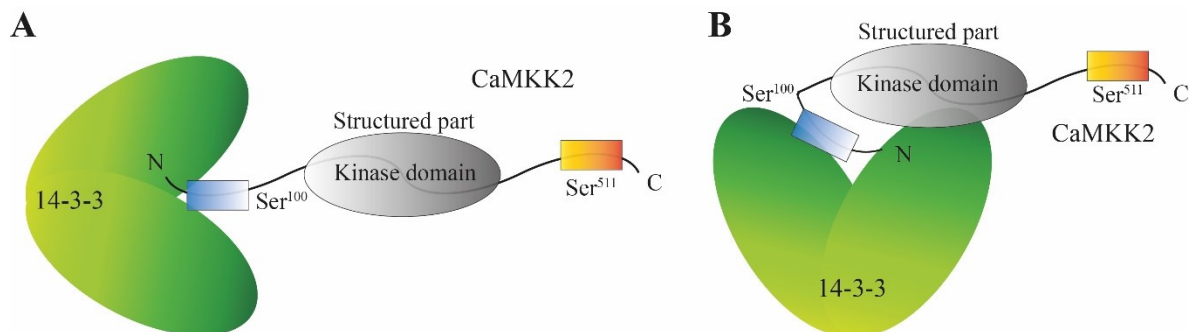 A
CaMKK2
Structured part
N
Kinase domain
14-3-3
Ser¹⁰⁰
Ser⁵¹¹
C
B
Structured part
Kinase domain
Ser¹⁰⁰
Ser⁵¹¹
C
CaMKK2
N
14-3-3